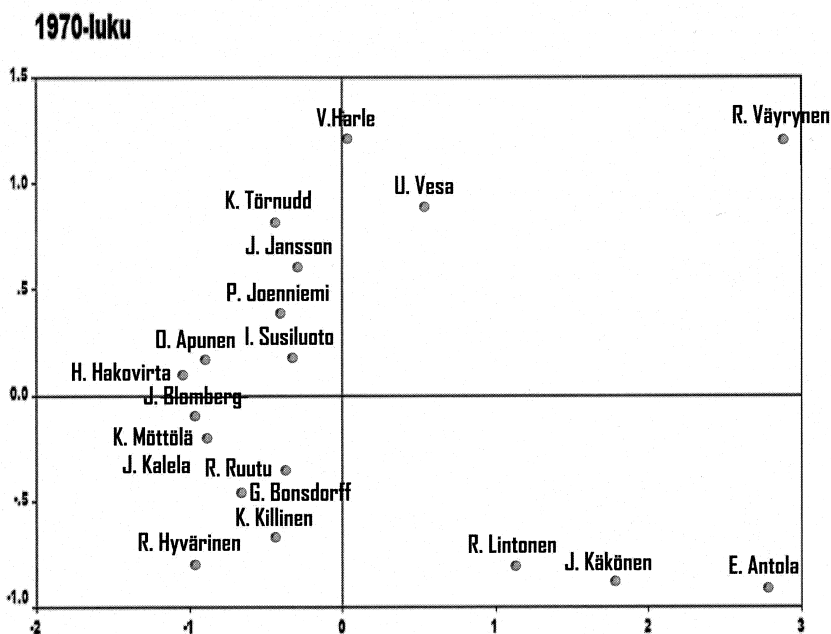 1970-luku
1.5
V.Harle
R. Väyrynen
1.0
U. Vesa
K. Törnudd
J. Jansson
.5
P. Joenniemi
O. Apunen
I. Susiluoto
H. Hakovirta
0.0
J. Blomberg
K. Möttölä
J. Kalela
R. Ruutu
-.5
G. Bonsdorff
K. Killinen
R. Hyvärinen
R. Lintonen
J. Käkönen
E. Antola
-1.0
-2
-1
0
1
2
3